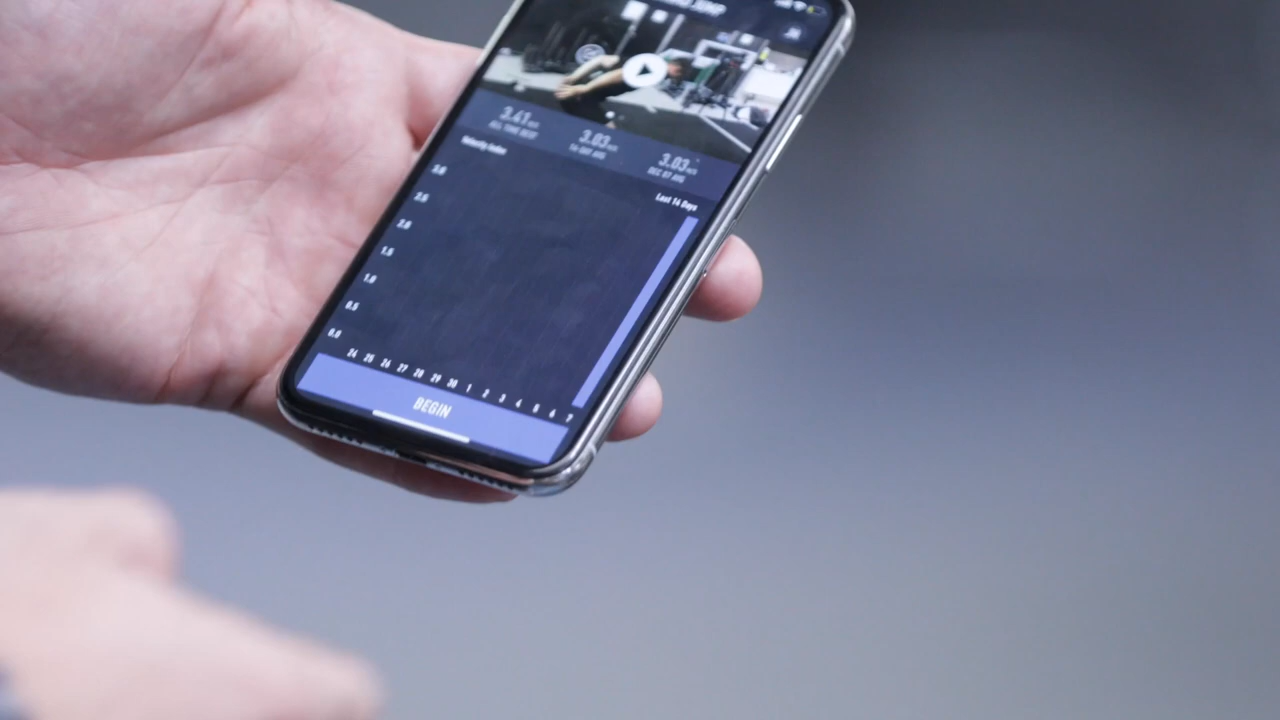 JUMP
3.41 m/s 3.03 m/s 3.03 m/s
ALL TIME BEST 14-DAY AVG DEC 07 AVG
Velocity Index
Last 14 Days
3.0
2.5
2.0
1.5
1.0
0.5
0.0
24 25 26 27 28 29 30 1 2 3 4 5 6 7
BEGIN